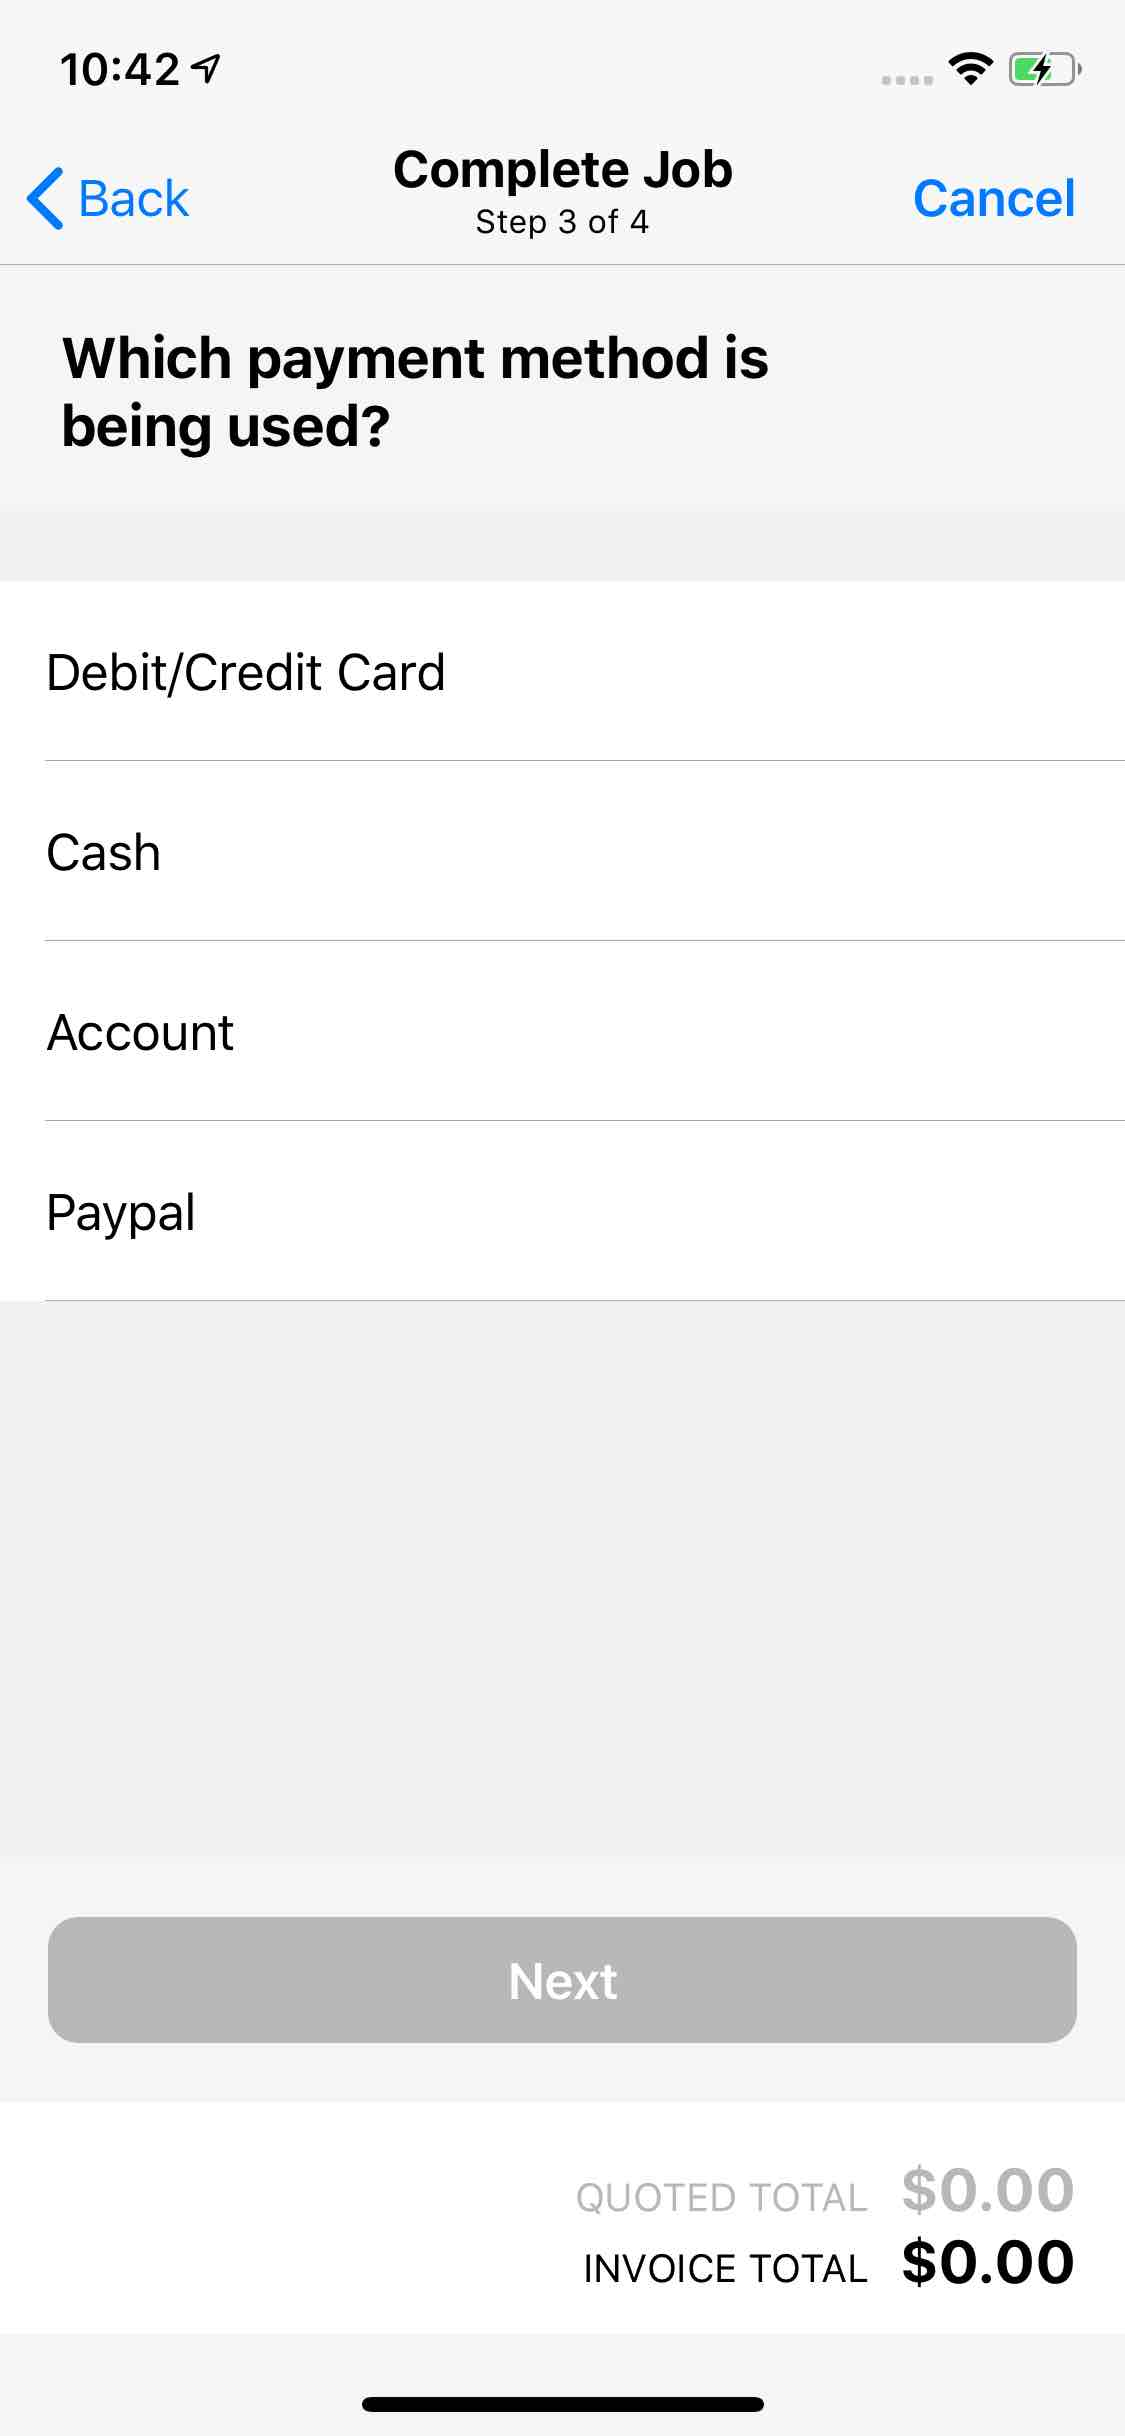 10:42
Back
Complete Job
Cancel
Step 3 of 4
Which payment method is
being used?
Debit/Credit Card
Cash
Account
Paypal
Next
QUOTED TOTAL $0.00
INVOICE TOTAL $0.00